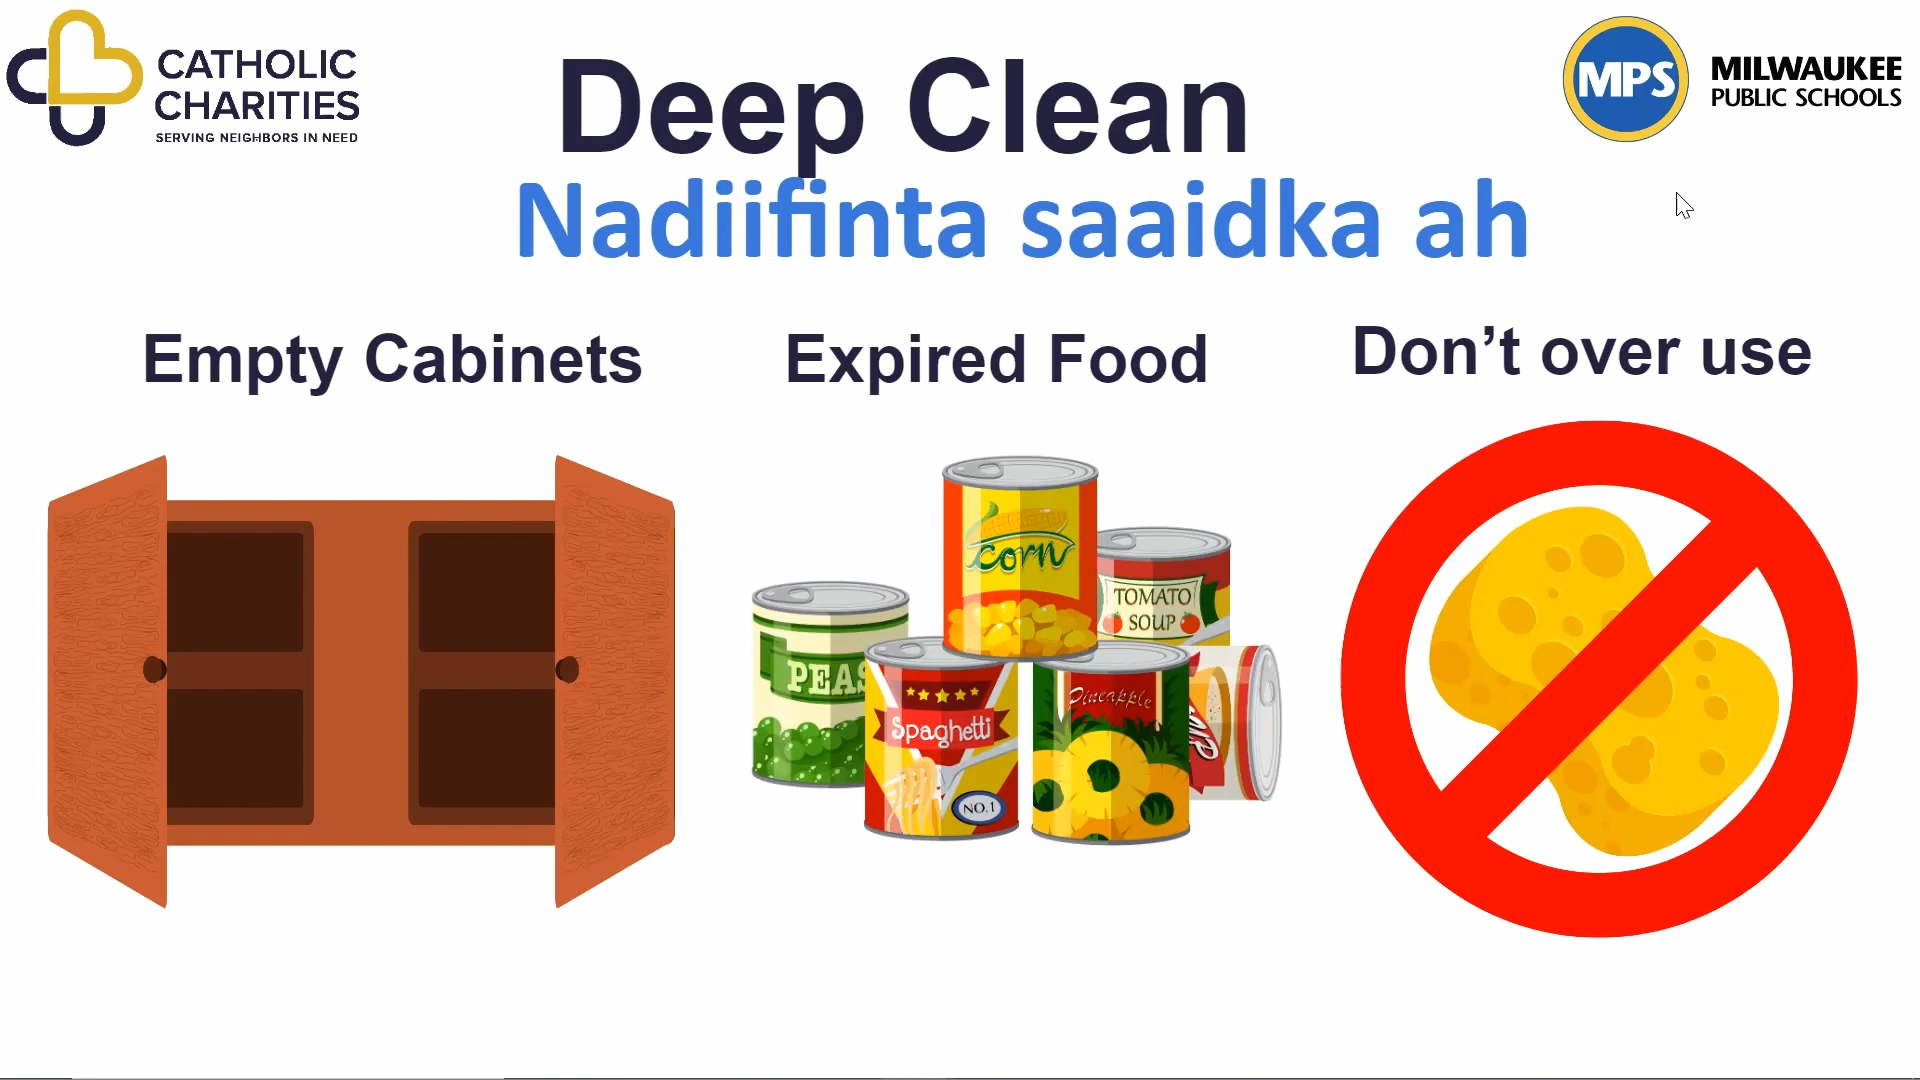 CATHOLIC
CHARITIES
SERVING NEIGHBORS IN NEED
Deep Clean
Nadiifinta saaidka ah
MPS
MILWAUKEE
PUBLIC SCHOOLS
Empty Cabinets
Expired Food
Don’t over use
corn
TOMATO
SOUP
PEAS
Spaghetti
NO.1
Pineapple